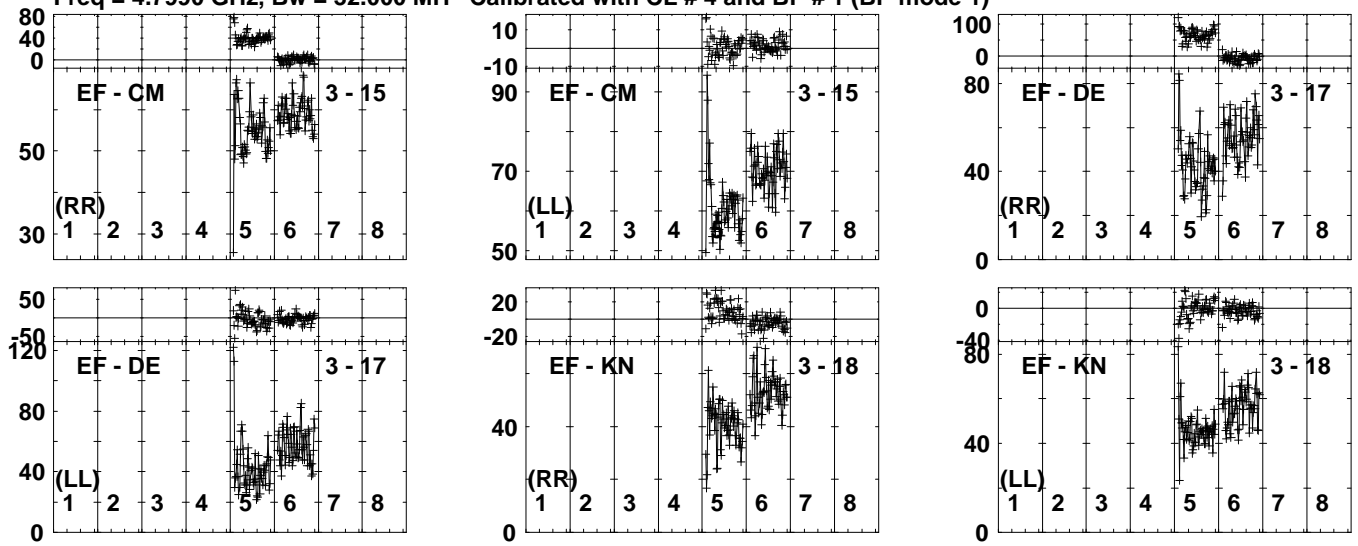 Freq = 4.7990 GHz, Bw = 32.000 MH Calibrated with CL # 4 and BP # 1 (BP mode 1)
80
40
0
EF - CM 3 - 15
50
(RR)
30
1 2 3 4 5 6 7 8
10
-10
90
EF - CM 3 - 15
70
(LL)
1 2 3 4 5 6 7 8
50
100
0
80
EF - DE 3 - 17
40
(RR)
1 2 3 4 5 6 7 8
0
50
-50
120
EF - DE 3 - 17
80
40
(LL)
1 2 3 4 5 6 7 8
0
20
-20
EF - KN 3 - 18
40
(RR)
1 2 3 4 5 6 7 8
0
0
-40
80
EF - KN 3 - 18
40
(LL)
1 2 3 4 5 6 7 8
0